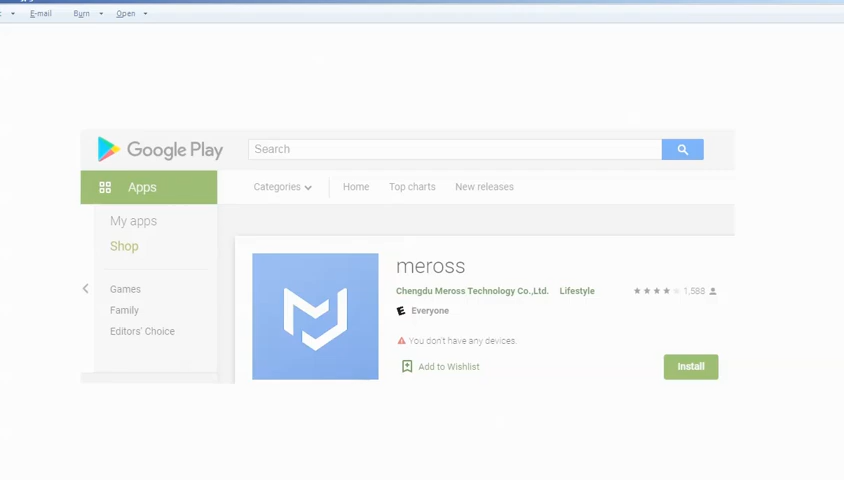 E-mail Burn Open
Google Play Search
Apps Categories Home Top charts New releases
My apps
Shop
Games
Family
Editors' Choice
meross
Chengdu Meross Technology Co.,Ltd. Lifestyle 1,588
Everyone
You don't have any devices.
Add to Wishlist Install